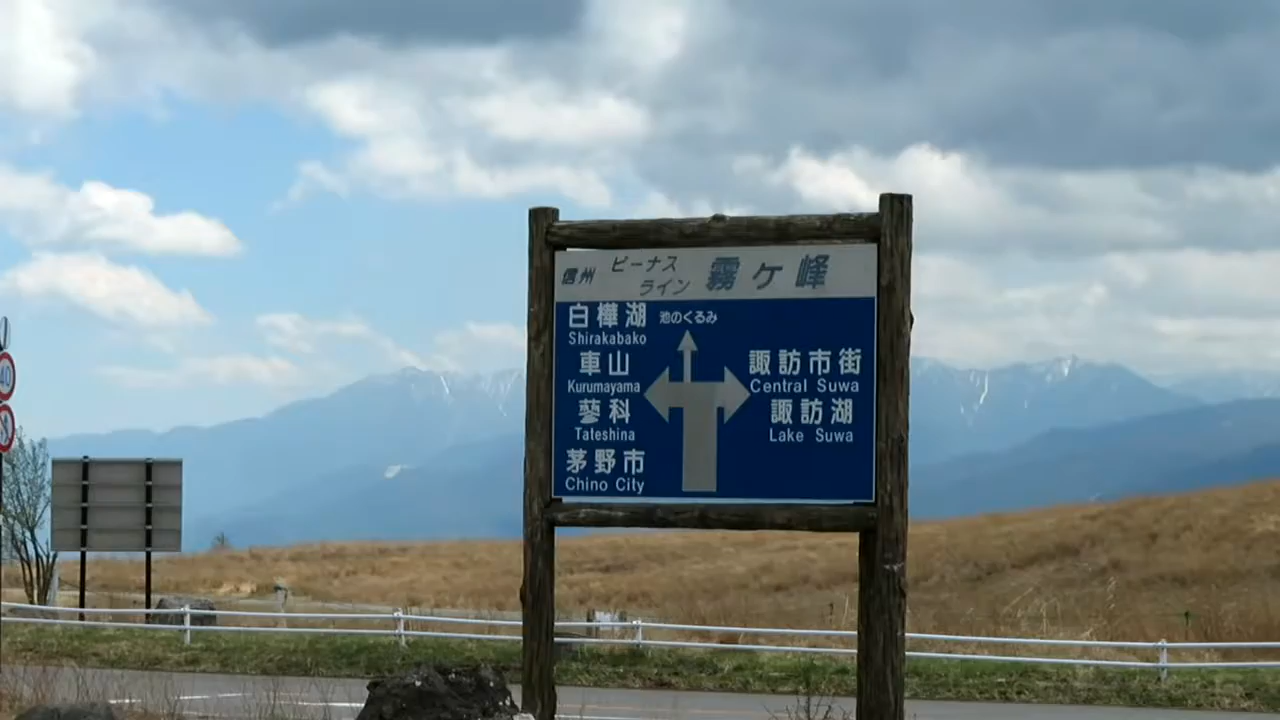 信州 ビーナスライン 霧ヶ峰
白樺湖
Shirakabako
車山
Kurumayama
蓼科
Tateshina
茅野市
Chino City
池のくるみ
諏訪市街
Central Suwa
諏訪湖
Lake Suwa
40